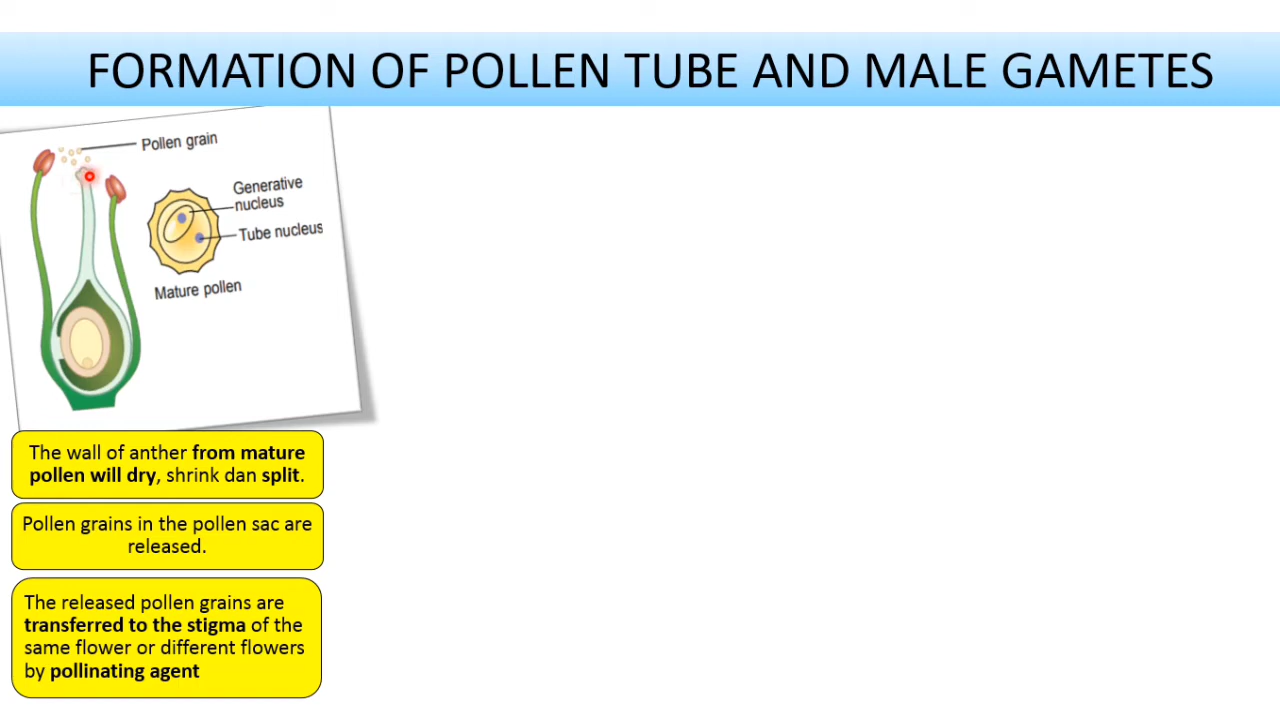 FORMATION OF POLLEN TUBE AND MALE GAMETES
Pollen grain
Generative
nucleus
Tube nucleus
Mature pollen
The wall of anther from mature
pollen will dry, shrink dan split.
Pollen grains in the pollen sac are
released.
The released pollen grains are
transferred to the stigma of the
same flower or different flowers
by pollinating agent